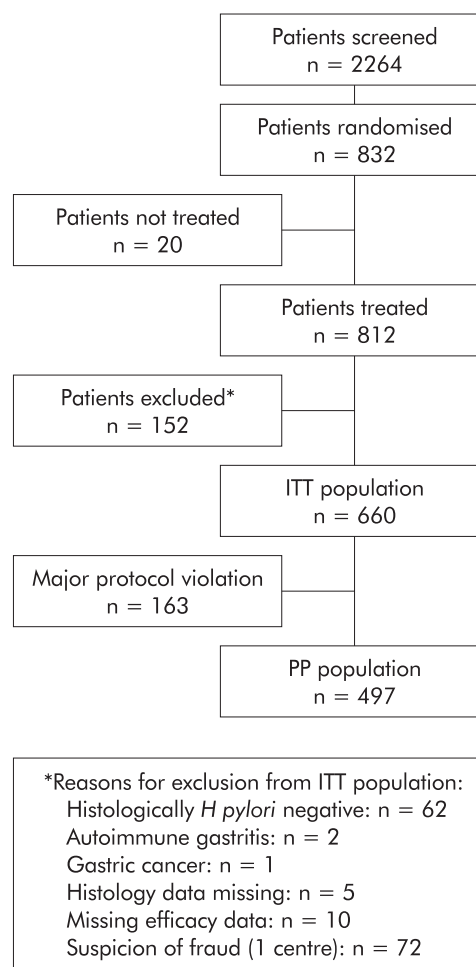 Patients screened
n = 2264
Patients randomised
n = 832
Patients not treated
n = 20
Patients treated
n = 812
Patients excluded*
n = 152
ITT population
n = 660
Major protocol violation
n = 163
PP population
n = 497
*Reasons for exclusion from ITT population:
Histologically H pylori negative: n = 62
Autoimmune gastritis: n = 2
Gastric cancer: n = 1
Histology data missing: n = 5
Missing efficacy data: n = 10
Suspicion of fraud (1 centre): n = 72